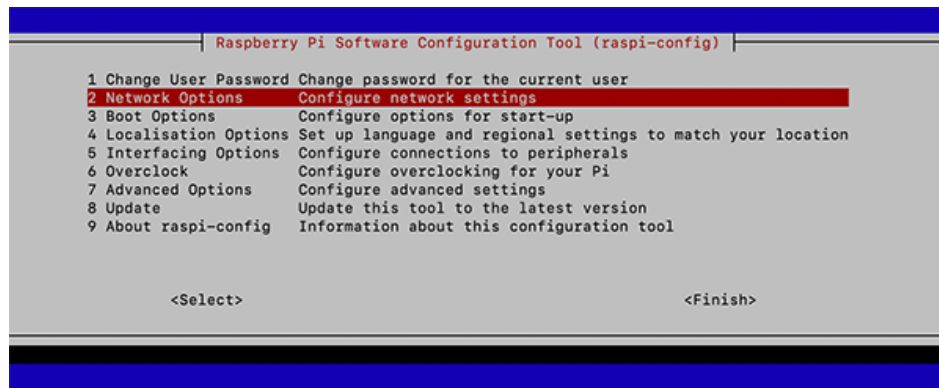 Raspberry Pi Software Configuration Tool (raspi-config)
1 Change User Password Change password for the current user
2 Network Options Configure network settings
3 Boot Options Configure options for start-up
4 Localisation Options Set up language and regional settings to match your location
5 Interfacing Options Configure connections to peripherals
6 Overclock Configure overclocking for your Pi
7 Advanced Options Configure advanced settings
8 Update Update this tool to the latest version
9 About raspi-config Information about this configuration tool
<Select> <Finish>